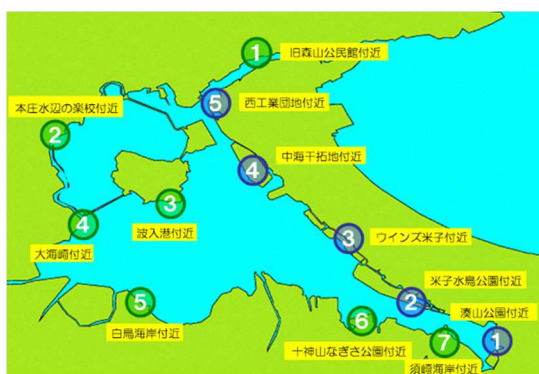 1
旧森山公民館付近
5
西工業団地付近
本庄水辺の楽校付近
2
中海干拓地付近
4
3
波入港付近
4
大海崎付近
3
ウインズ米子付近
米子水鳥公園付近
2
湊山公園付近
5
白鳥海岸付近
6
十神山なぎさ公園付近
7
須崎海岸付近
1